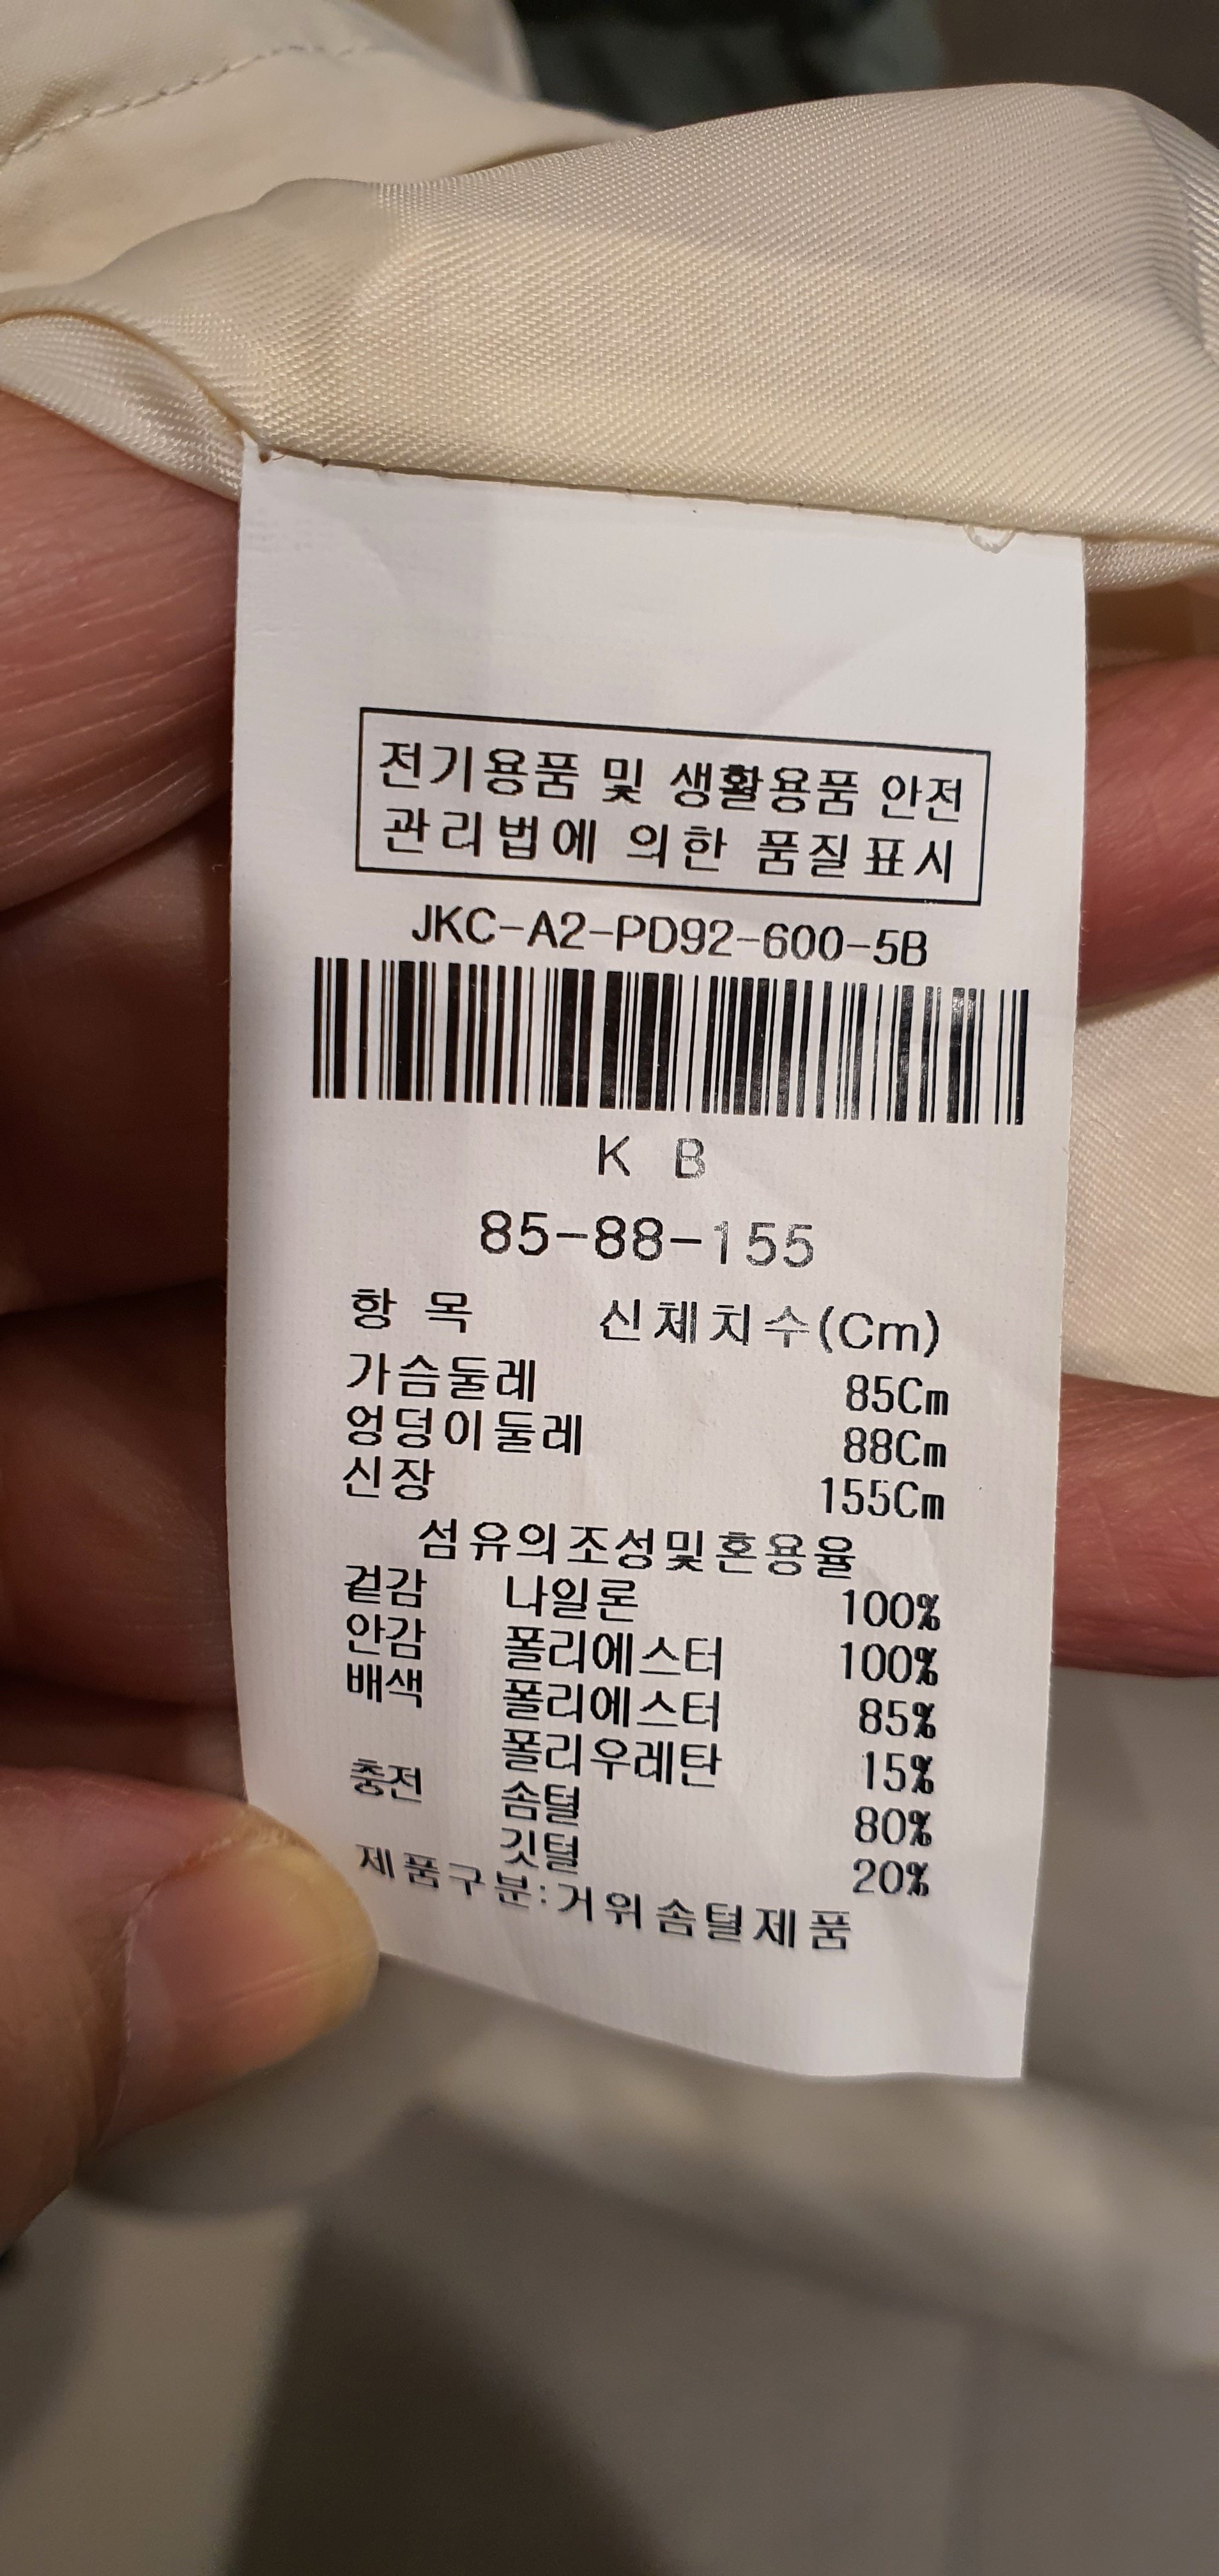 전기용품 및 생활용품 안전
관리법에 의한 품질표시
JKC-A2-PD92-600-5B
K B
85-88-155
항 목 신체치수(Cm)
가슴둘레 85Cm
엉덩이둘레 88Cm
신장 155Cm
섬유의조성및혼용율
겉감 나일론 100%
안감 폴리에스터 100%
배색 폴리에스터 85%
폴리우레탄 15%
충전 솜털 80%
깃털 20%
제품구분:거위솜털제품